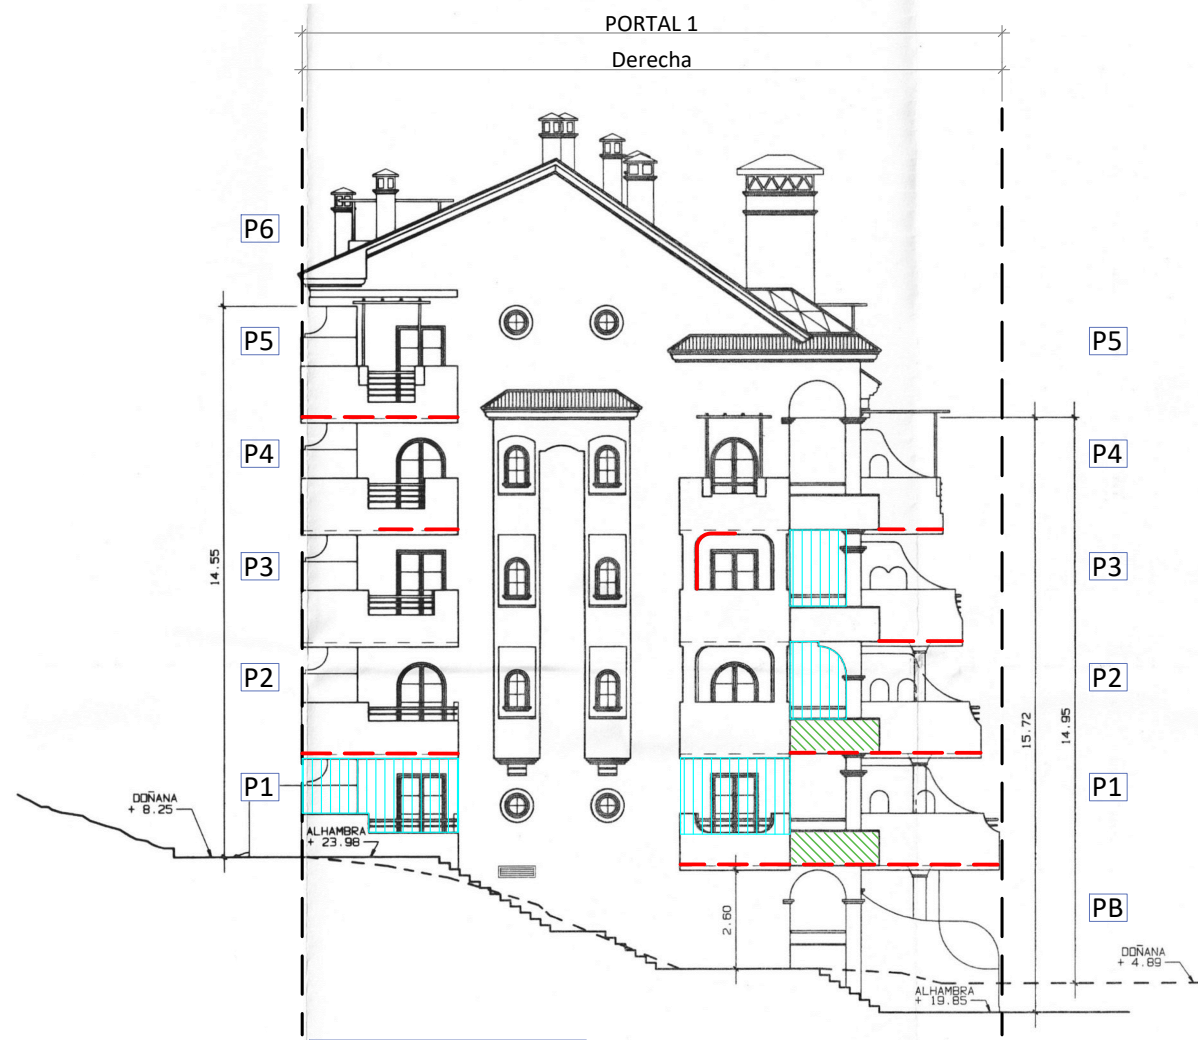 PORTAL 1
Derecha
P6
P5
P5
P4
P4
P3
P3
14.55
P2
P2
15.72
14.95
P1
P1
DOÑANA
+ 8.25
ALHAMBRA
+ 23.98
2.60
PB
DOÑANA
+ 4.89
ALHAMBRA
+ 19.85